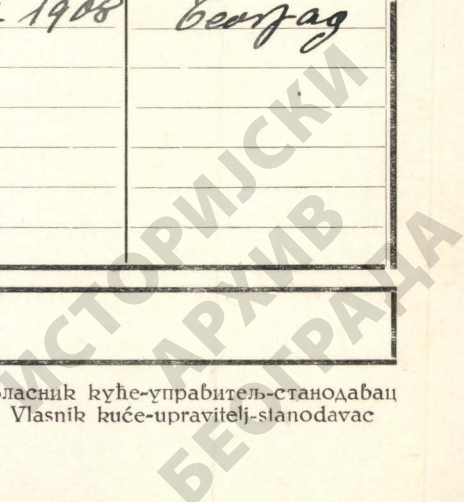 1908 Београд
ласник куће-управитељ-станодавац
Vlasnik kuće-upravitelj-stanodavac
ИСТОРИЈСКИ
АРХИВ
БЕОГРАДА